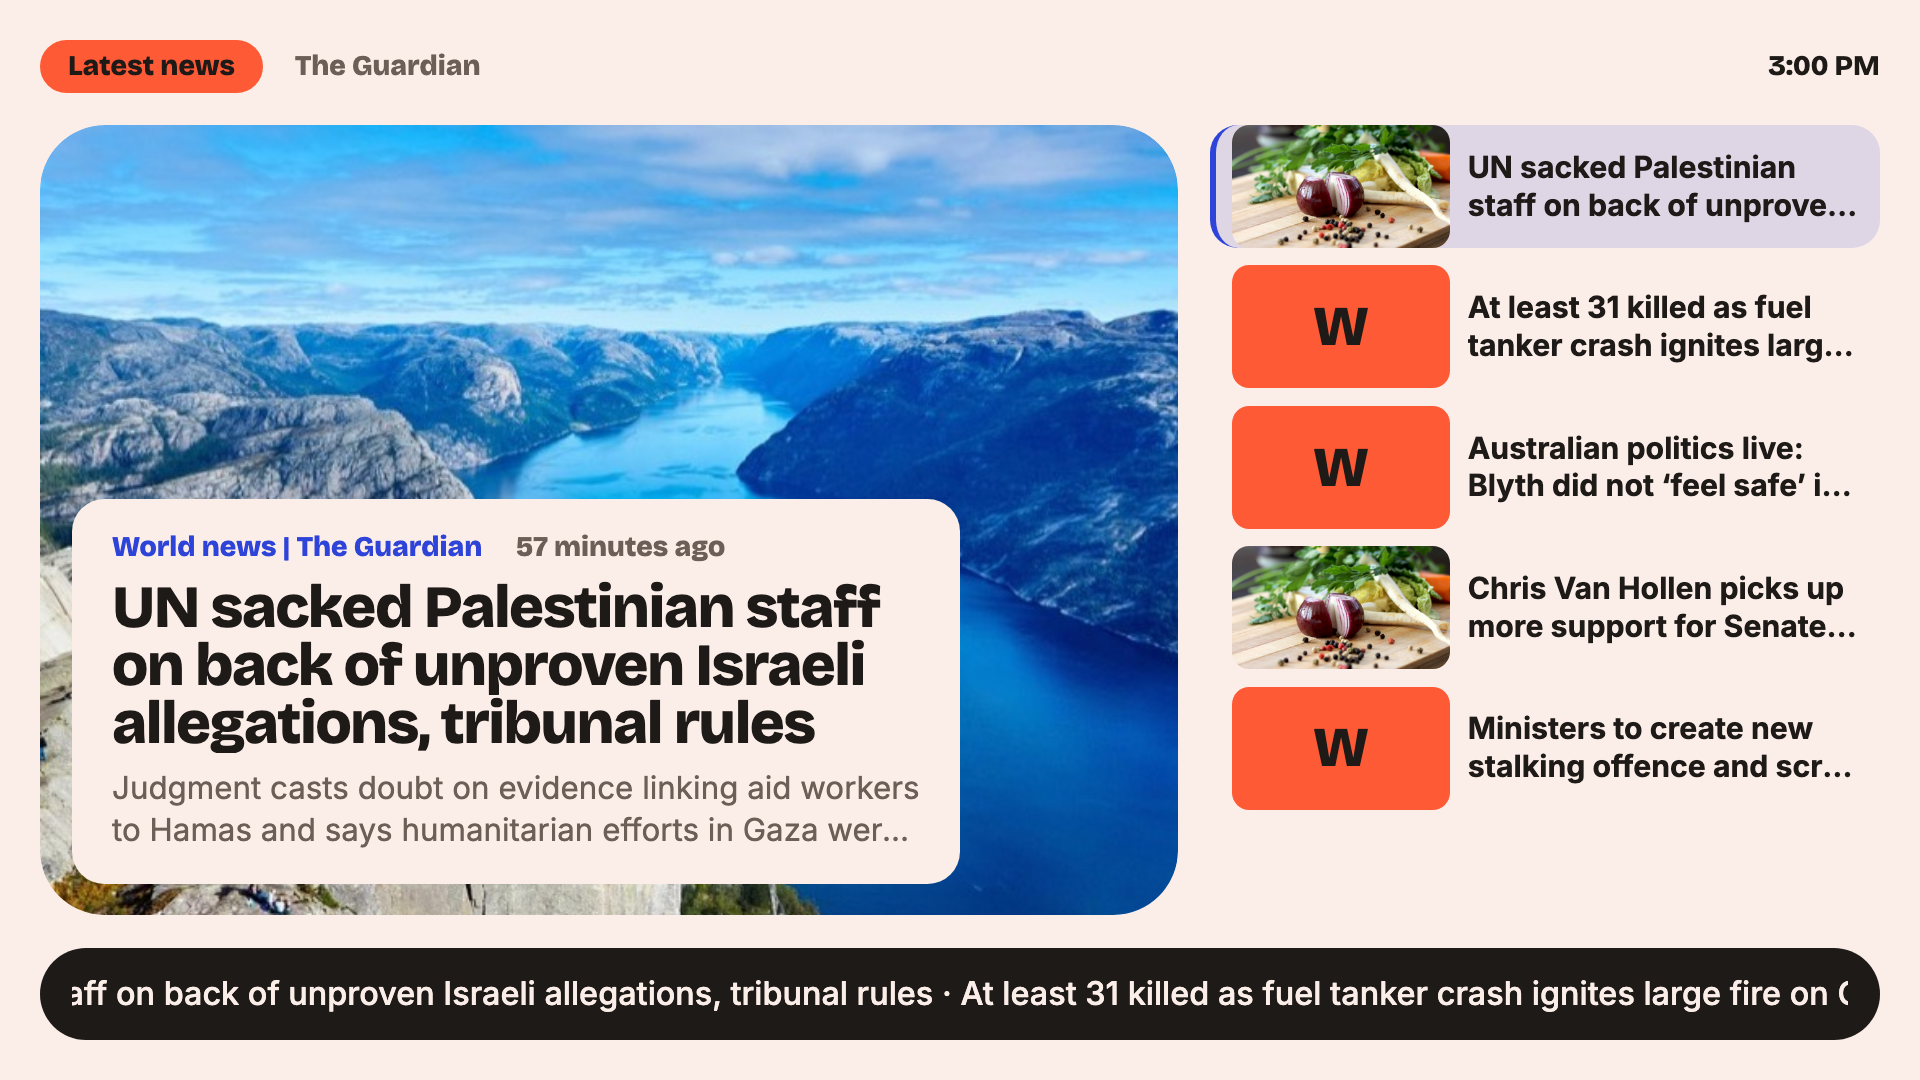 Latest news
The Guardian
3:00 PM
World news | The Guardian
57 minutes ago
UN sacked Palestinian staff
on back of unproven Israeli
allegations, tribunal rules
Judgment casts doubt on evidence linking aid workers
to Hamas and says humanitarian efforts in Gaza wer...
UN sacked Palestinian
staff on back of unprove...
W
At least 31 killed as fuel
tanker crash ignites larg...
W
Australian politics live:
Blyth did not ‘feel safe’ i...
Chris Van Hollen picks up
more support for Senate...
W
Ministers to create new
stalking offence and scr...
aff on back of unproven Israeli allegations, tribunal rules · At least 31 killed as fuel tanker crash ignites large fire on